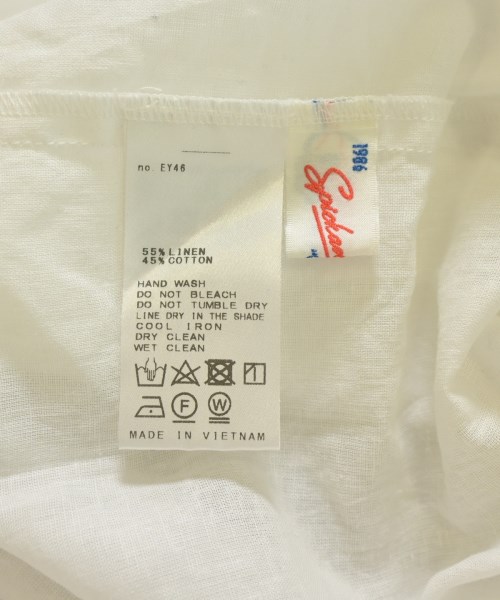 no. EY46
55% LINEN
45% COTTON
HAND WASH
DO NOT BLEACH
DO NOT TUMBLE DRY
LINE DRY IN THE SHADE
COOL IRON
DRY CLEAN
WET CLEAN
F
W
MADE IN VIETNAM
1986